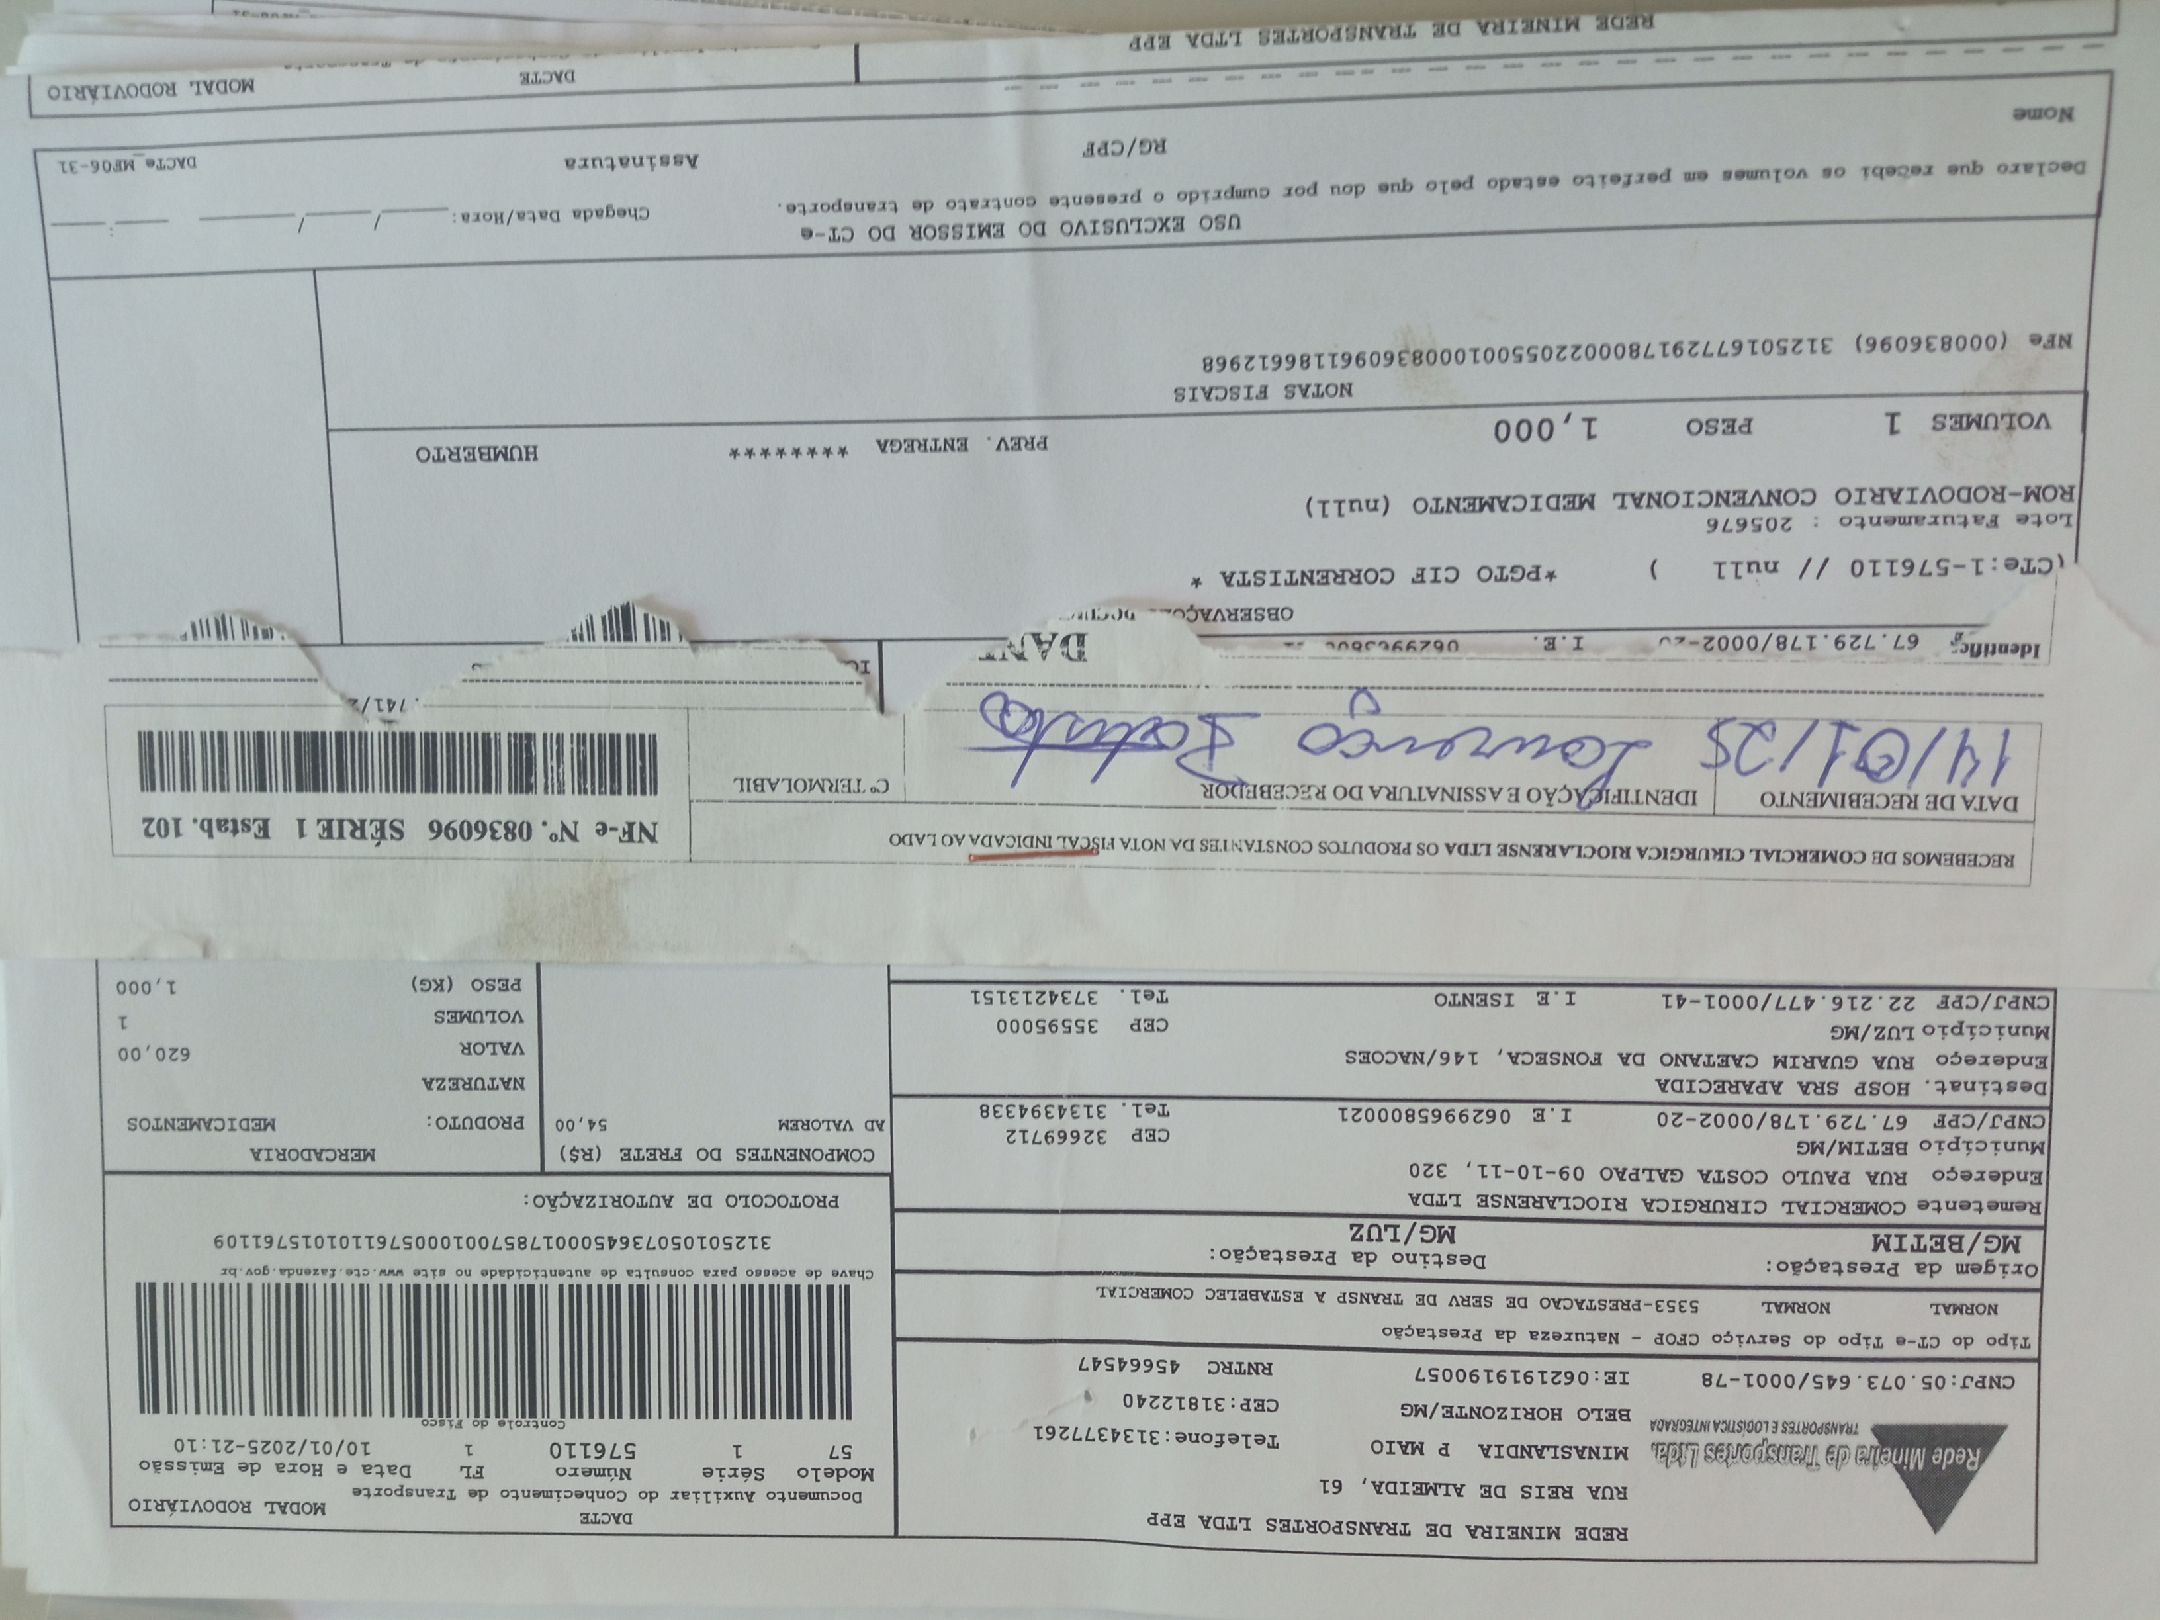 REDE MINEIRA DE TRANSPORTES LTDA EPP
RUA REIS DE ALMEIDA, 61
MINASLANDIA P MAIO Telefone:3134377261
BELO HORIZONTE/MG CEP:31812240
CNPJ:05.073.645/0001-78 IE:0621919190057 RNTRC 45664547
Rede Mineira de Transportes Ltda.
TRANSPORTES E LOGÍSTICA INTEGRADA
DACTE MODAL RODOVIÁRIO
Documento Auxiliar do Conhecimento de Transporte
Modelo Série Número FL Data e Hora de Emissão
57 1 576110 1 10/01/2025-21:10
Controle do Fisco
Chave de acesso para consulta de autenticidade no site www.cte.fazenda.gov.br
31250105073645000178570010005761101015761109
PROTOCOLO DE AUTORIZAÇÃO:
Tipo do CT-e Tipo do Serviço CFOP - Natureza da Prestação
NORMAL NORMAL 5353-PRESTACAO DE SERV DE TRANSP A ESTABELEC COMERCIAL
Origem da Prestação: Destino da Prestação:
MG/BETIM MG/LUZ
Remetente COMERCIAL CIRURGICA RIOCLARENSE LTDA
Endereço RUA PAULO COSTA GALPAO 09-10-11, 320
Município BETIM/MG CEP 32669712
CNPJ/CPF 67.729.178/0002-20 I.E 0629965800021 Tel. 3134394338
Destinat. HOSP SRA APARECIDA
Endereço RUA GUARIM CAETANO DA FONSECA, 146/NACOES
Município LUZ/MG CEP 35595000
CNPJ/CPF 22.216.477/0001-41 I.E ISENTO Tel. 3734213151
COMPONENTES DO FRETE (R$) MERCADORIA
AD VALOREM 54,00 PRODUTO: MEDICAMENTOS
NATUREZA
VALOR 620,00
VOLUMES 1
PESO (KG) 1,000
RECEBEMOS DE COMERCIAL CIRURGICA RIOCLARENSE LTDA OS PRODUTOS CONSTANTES DA NOTA FISCAL INDICADA AO LADO
NF-e Nº. 0836096 SÉRIE 1 Estab. 102
DATA DE RECEBIMENTO IDENTIFICAÇÃO E ASSINATURA DO RECEBEDOR Cº TERMOLABIL
14/01/25 Lourenço Batista
67.729.178/0002-20 I.E.
OBSERVAÇÕES
(CTe:1-576110 // null ) *PGTO CIF CORRENTISTA *
Lote Faturamento : 205676
ROM-RODOVIARIO CONVENCIONAL MEDICAMENTO (null)
VOLUMES 1 PESO 1,000 PREV. ENTREGA ******** HUMBERTO
NOTAS FISCAIS
NFe (000836096) 31250167729178000220550010008360961186612968
USO EXCLUSIVO DO EMISSOR DO CT-e
Declaro que recebi os volumes em perfeito estado pelo que dou por cumprido o presente contrato de transporte.
Chegada Data/Hora: ____/____/____ ____:____
Nome RG/CPF Assinatura DACTe_MF06-31
REDE MINEIRA DE TRANSPORTES LTDA EPP
DACTE MODAL RODOVIÁRIO